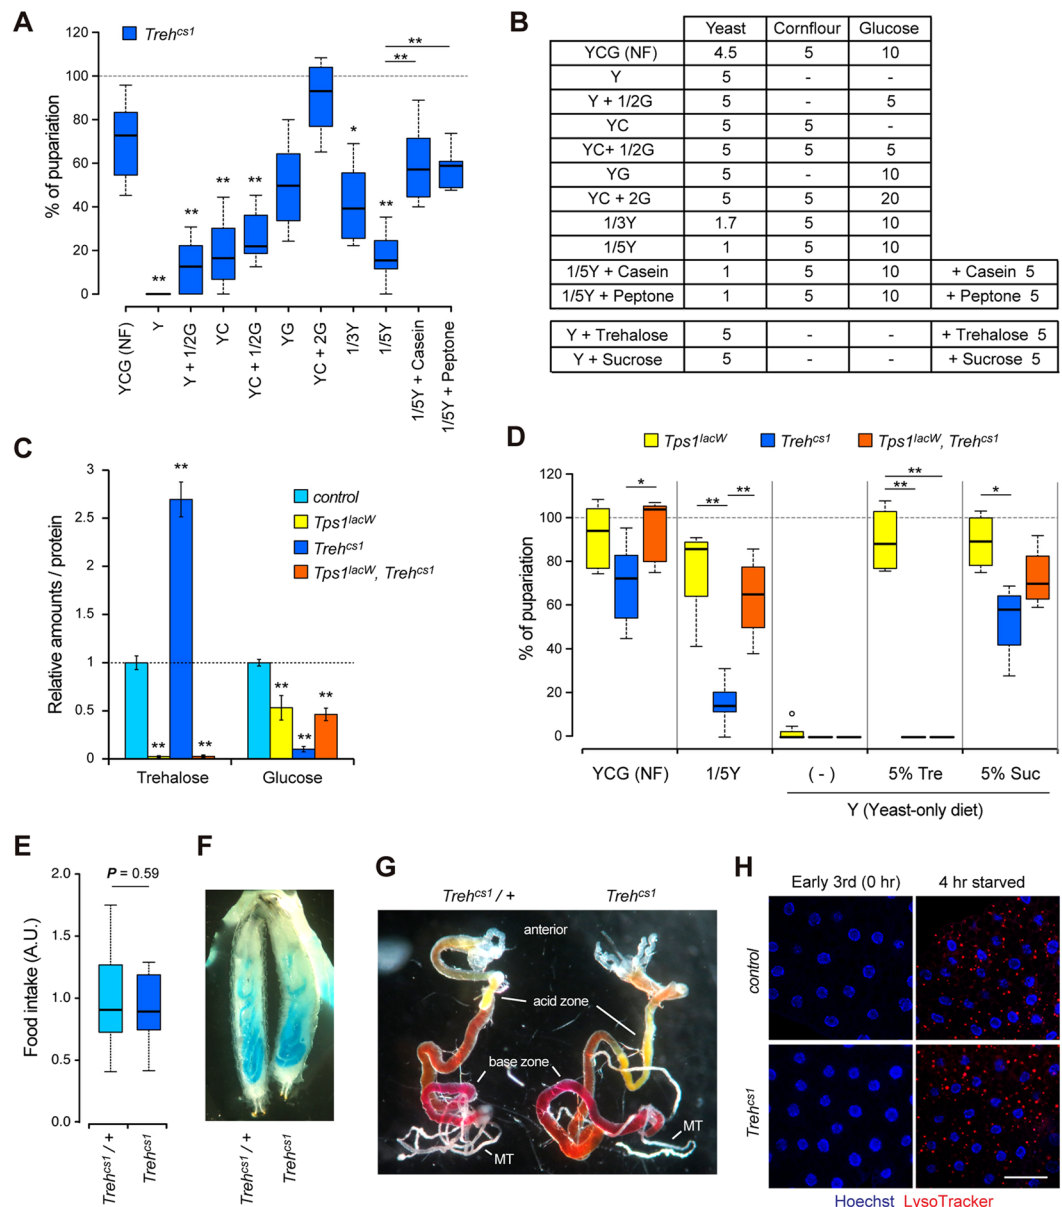 A
Treh^cs1
% of pupariation
120
100
80
60
40
20
0
**
**
**
**
*
**
**
**
YCG (NF)
Y
Y + 1/2G
YC
YC + 1/2G
YG
YC + 2G
1/3Y
1/5Y
1/5Y + Casein
1/5Y + Peptone
B
Yeast Cornflour Glucose
YCG (NF) 4.5 5 10
Y 5 - -
Y + 1/2G 5 - 5
YC 5 5 -
YC+ 1/2G 5 5 5
YG 5 - 10
YC + 2G 5 5 20
1/3Y 1.7 5 10
1/5Y 1 5 10
1/5Y + Casein 1 5 10 + Casein 5
1/5Y + Peptone 1 5 10 + Peptone 5
Y + Trehalose 5 - - + Trehalose 5
Y + Sucrose 5 - - + Sucrose 5
C
Relative amounts / protein
3
2.5
2
1.5
1
0.5
0
control
Tps1^lacW
Treh^cs1
Tps1^lacW, Treh^cs1
**
**
**
**
**
**
Trehalose Glucose
D
Tps1^lacW Treh^cs1 Tps1^lacW, Treh^cs1
% of pupariation
120
100
80
60
40
20
0
*
**
**
**
**
*
YCG (NF) 1/5Y (-) 5% Tre 5% Suc
Y (Yeast-only diet)
E
P = 0.59
Food intake (A.U.)
2.0
1.5
1.0
0.5
0.0
Treh^cs1 / +
Treh^cs1
F
Treh^cs1 / +
Treh^cs1
G
Treh^cs1 / + Treh^cs1
anterior
acid zone
base zone
MT
MT
H
Early 3rd (0 hr) 4 hr starved
control
Treh^cs1
Hoechst LysoTracker